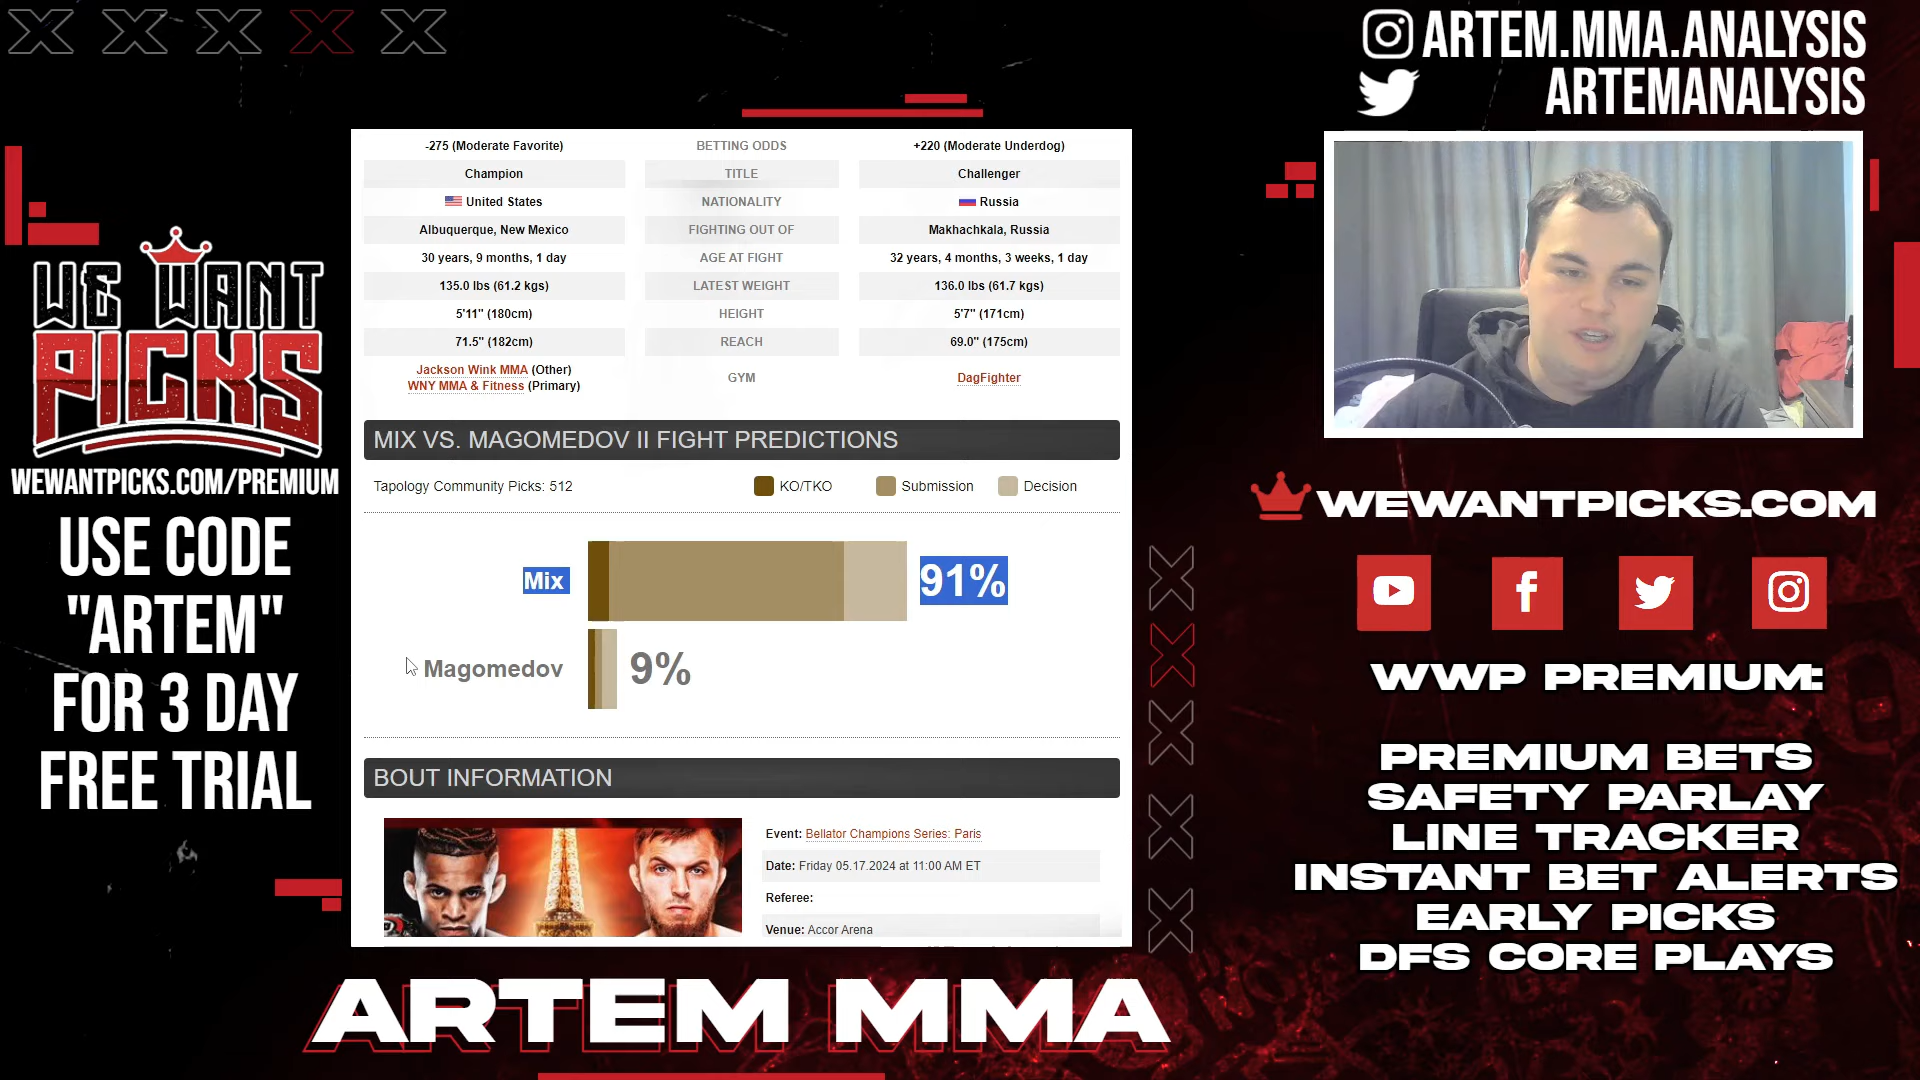 ARTEM.MMA.ANALYSIS
ARTEMANALYSIS
-275 (Moderate Favorite) BETTING ODDS +220 (Moderate Underdog)
Champion TITLE Challenger
United States NATIONALITY Russia
Albuquerque, New Mexico FIGHTING OUT OF Makhachkala, Russia
30 years, 9 months, 1 day AGE AT FIGHT 32 years, 4 months, 3 weeks, 1 day
135.0 lbs (61.2 kgs) LATEST WEIGHT 136.0 lbs (61.7 kgs)
5'11" (180cm) HEIGHT 5'7" (171cm)
71.5" (182cm) REACH 69.0" (175cm)
Jackson Wink MMA (Other)
WNY MMA & Fitness (Primary)
GYM
DagFighter
MIX VS. MAGOMEDOV II FIGHT PREDICTIONS
Tapology Community Picks: 512 KO/TKO Submission Decision
Mix 91%
Magomedov 9%
BOUT INFORMATION
Event: Bellator Champions Series: Paris
Date: Friday 05.17.2024 at 11:00 AM ET
Referee:
Venue: Accor Arena
WE WANT
PICKS
WEWANTPICKS.COM/PREMIUM
USE CODE
"ARTEM"
FOR 3 DAY
FREE TRIAL
WEWANTPICKS.COM
WWP PREMIUM:
PREMIUM BETS
SAFETY PARLAY
LINE TRACKER
INSTANT BET ALERTS
EARLY PICKS
DFS CORE PLAYS
ARTEM MMA